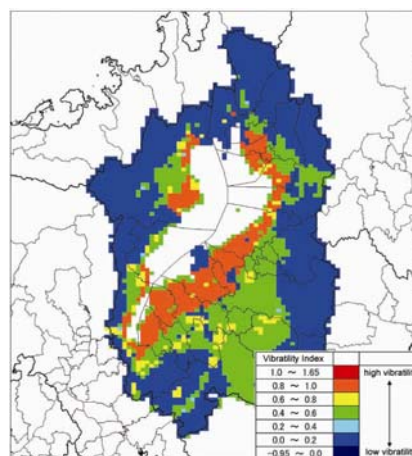 Vibratility Index
1.0 ～ 1.65 high vibratility
0.8 ～ 1.0
0.6 ～ 0.8
0.4 ～ 0.6
0.2 ～ 0.4
0.0 ～ 0.2
-0.95 ～ 0.0 low vibratility